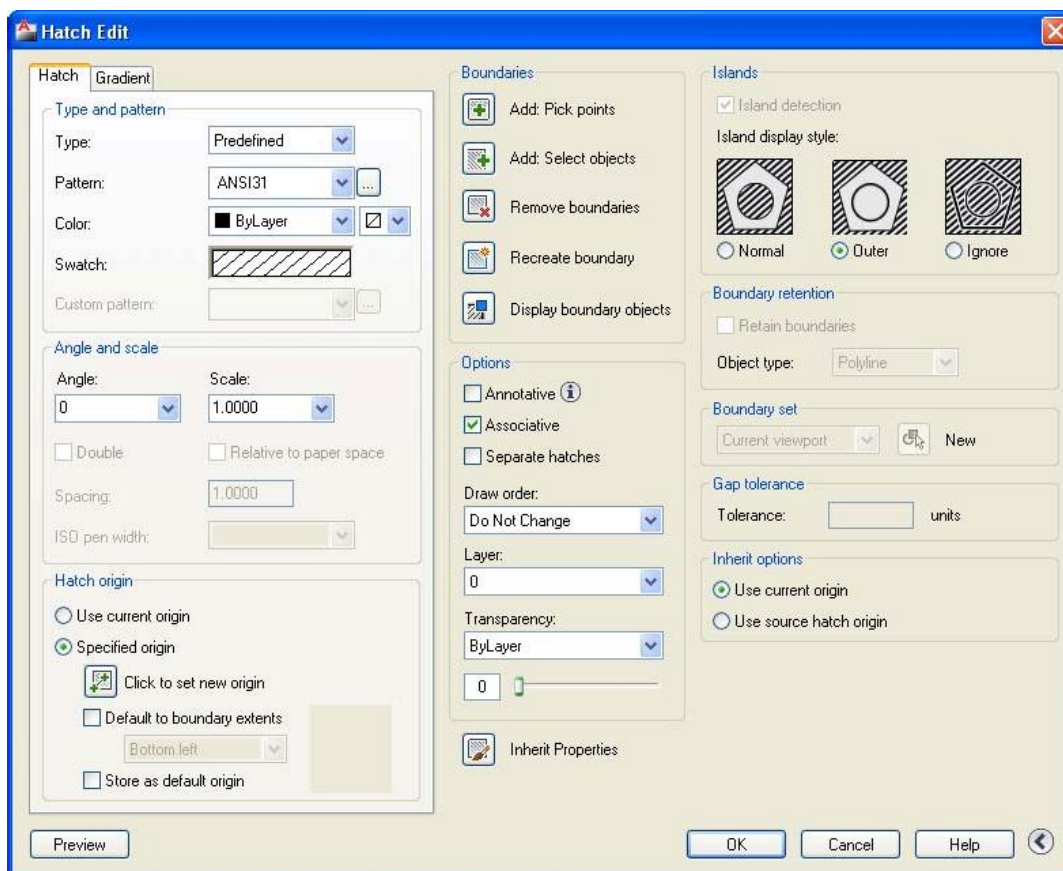 Hatch Edit
Hatch
Gradient
Type and pattern
Type:
Predefined
Pattern:
ANSI31
...
Color:
ByLayer
Swatch:
Custom pattern:
...
Angle and scale
Angle:
Scale:
0
1.0000
Double
Relative to paper space
Spacing:
1.0000
ISO pen width:
Hatch origin
Use current origin
Specified origin
Click to set new origin
Default to boundary extents
Bottom left
Store as default origin
Preview
Boundaries
Add: Pick points
Add: Select objects
Remove boundaries
Recreate boundary
Display boundary objects
Options
Annotative
Associative
Separate hatches
Draw order:
Do Not Change
Layer:
0
Transparency:
ByLayer
0
Inherit Properties
Islands
Island detection
Island display style:
Normal
Outer
Ignore
Boundary retention
Retain boundaries
Object type:
Polyline
Boundary set
Current viewport
New
Gap tolerance
Tolerance:
units
Inherit options
Use current origin
Use source hatch origin
OK
Cancel
Help